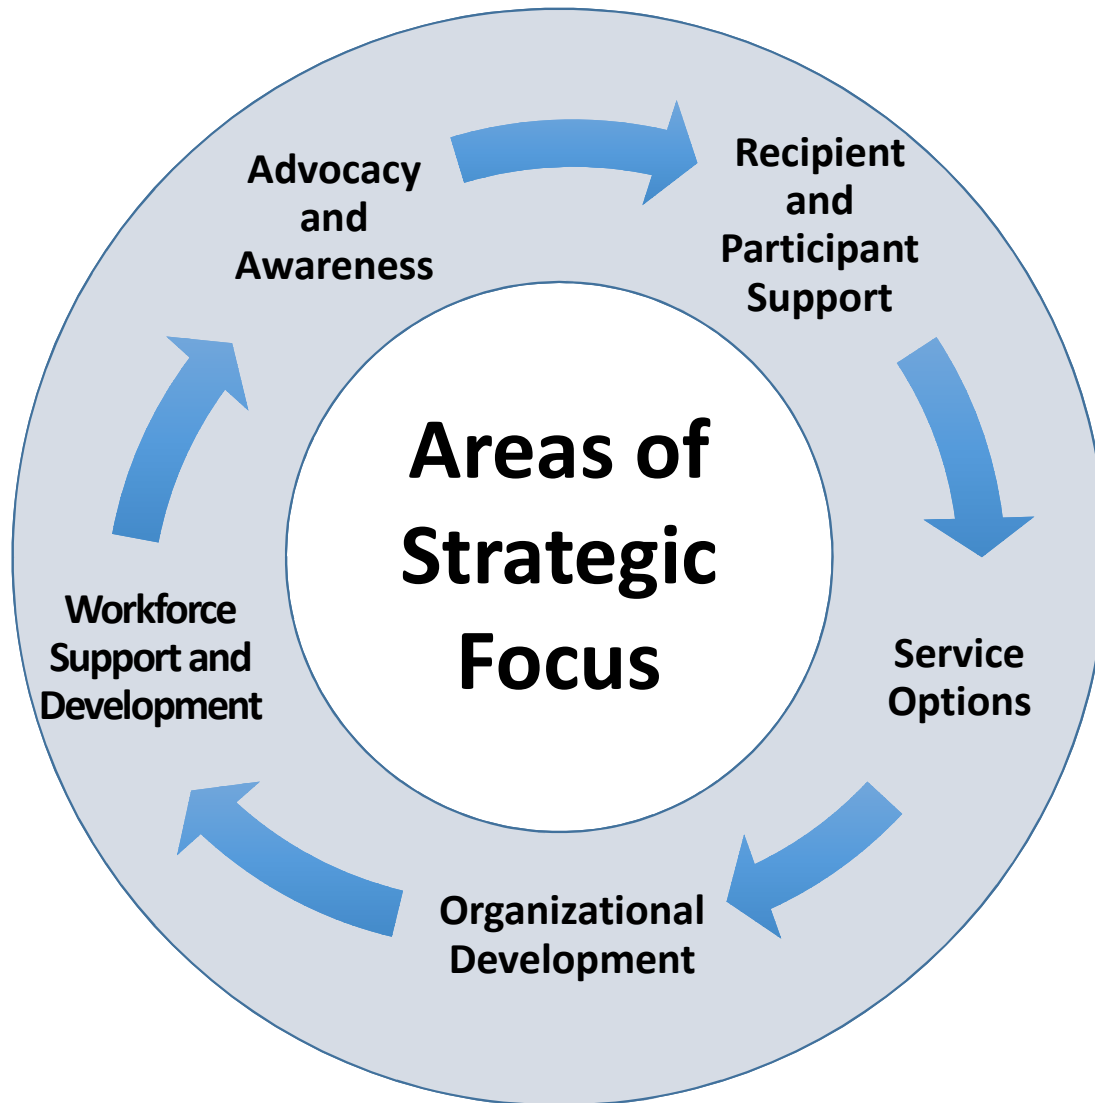 Advocacy
and
Awareness
Recipient
and
Participant
Support
Service
Options
Organizational
Development
Workforce
Support and
Development
Areas of
Strategic
Focus